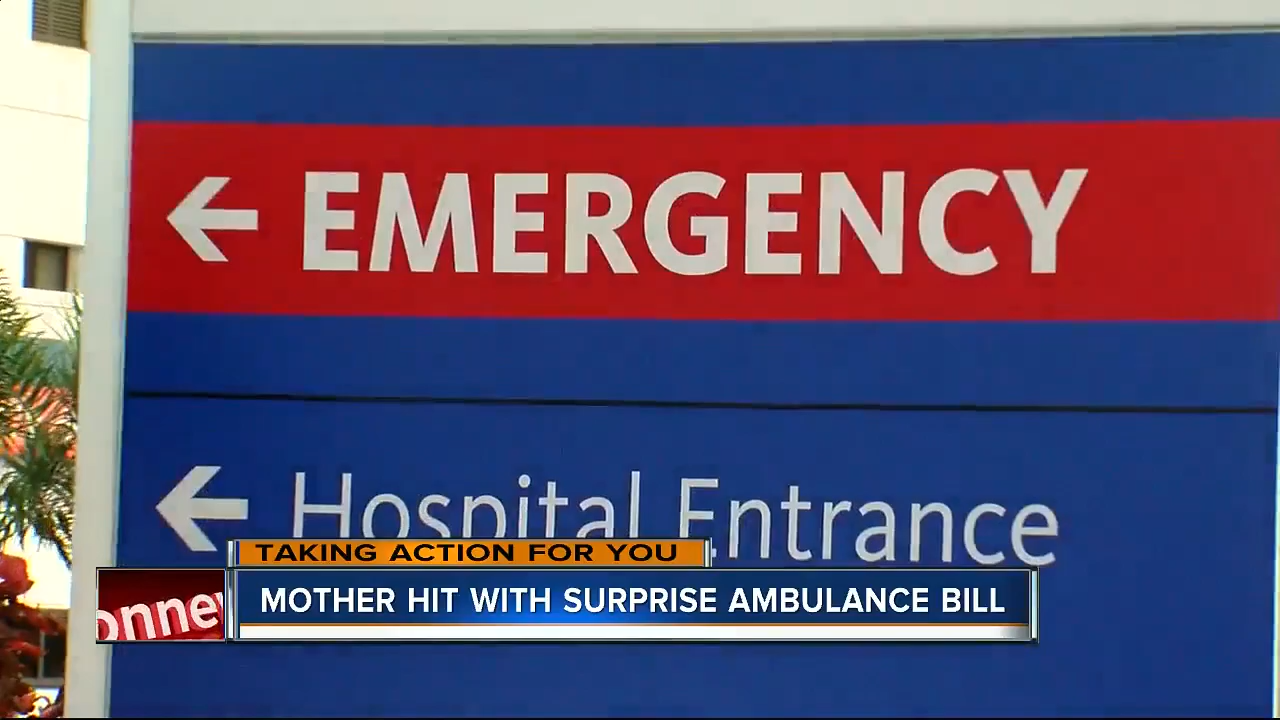 ← EMERGENCY
← Hospital Entrance
TAKING ACTION FOR YOU
MOTHER HIT WITH SURPRISE AMBULANCE BILL